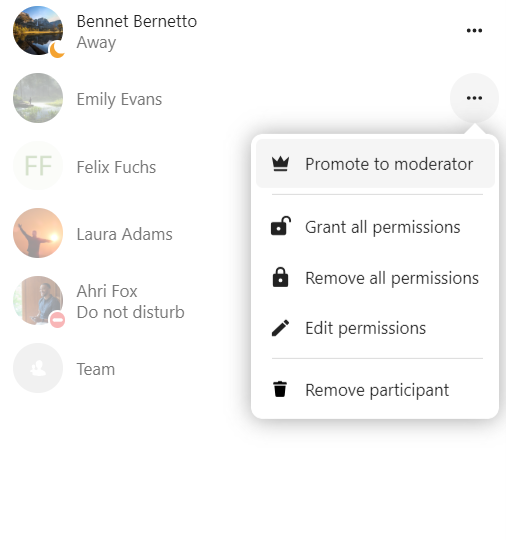 Bennet Bernetto
Away
Emily Evans
FF
Felix Fuchs
Laura Adams
Ahri Fox
Do not disturb
Team
Promote to moderator
Grant all permissions
Remove all permissions
Edit permissions
Remove participant